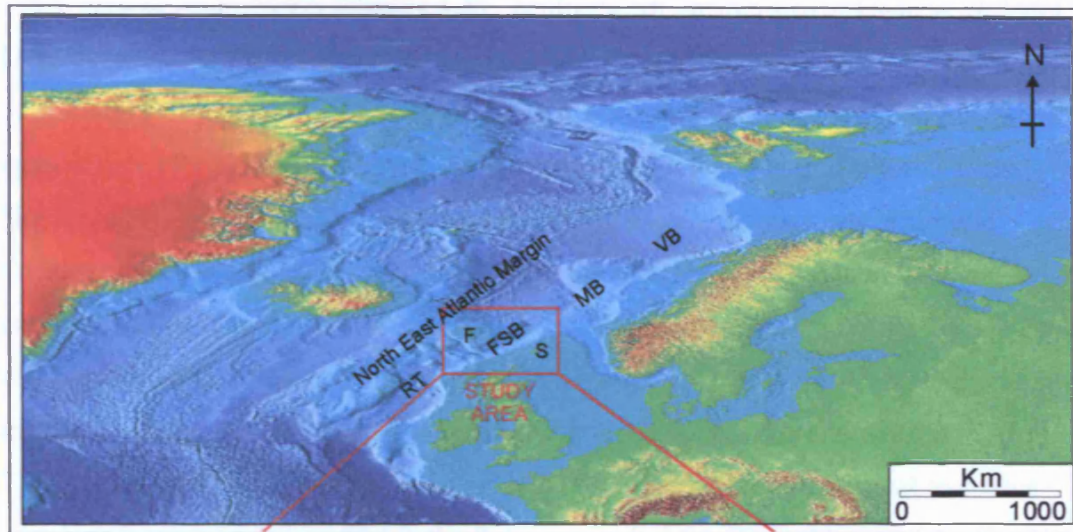 N
VB
MB
North East Atlantic Margin
F
FSB
S
RT
STUDY
AREA
Km
0 1000